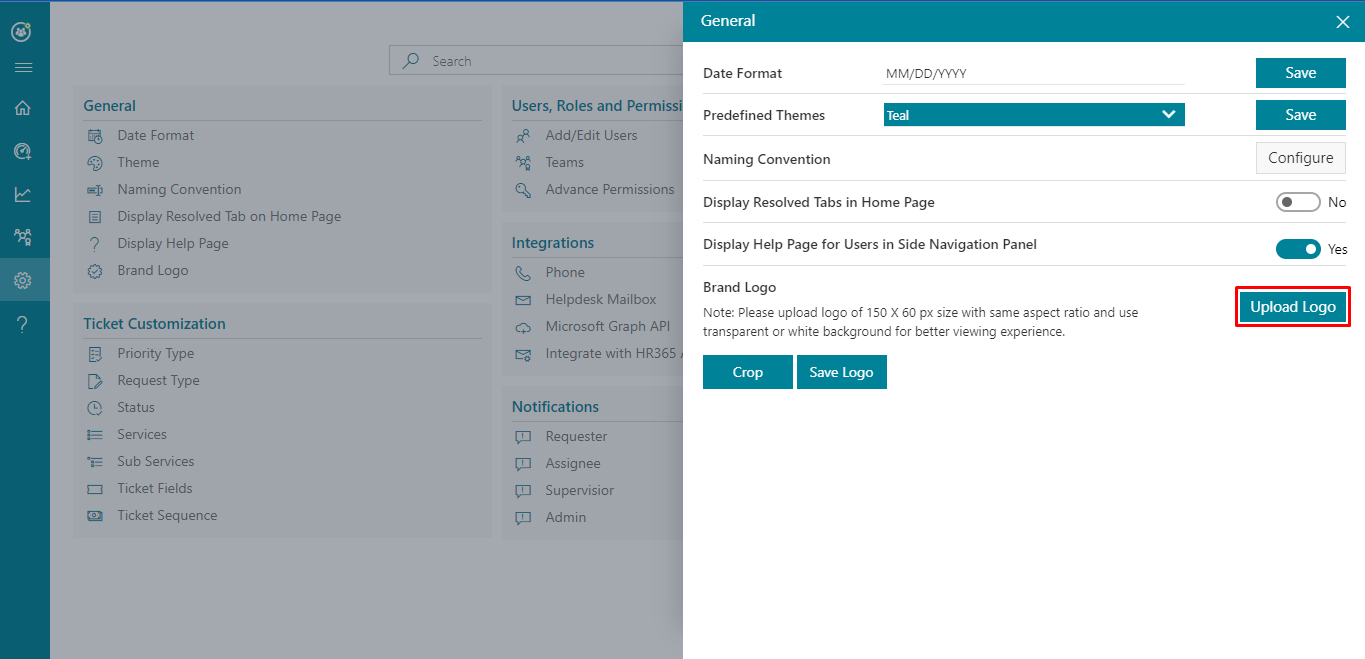 Search
General
Date Format
Theme
Naming Convention
Display Resolved Tab on Home Page
Display Help Page
Brand Logo
Ticket Customization
Priority Type
Request Type
Status
Services
Sub Services
Ticket Fields
Ticket Sequence
Users, Roles and Permissi
Add/Edit Users
Teams
Advance Permissions
Integrations
Phone
Helpdesk Mailbox
Microsoft Graph API
Integrate with HR365
Notifications
Requester
Assignee
Supervisior
Admin
General
Date Format
MM/DD/YYYY
Save
Predefined Themes
Teal
Save
Naming Convention
Configure
Display Resolved Tabs in Home Page
No
Display Help Page for Users in Side Navigation Panel
Yes
Brand Logo
Note: Please upload logo of 150 X 60 px size with same aspect ratio and use
transparent or white background for better viewing experience.
Upload Logo
Crop
Save Logo